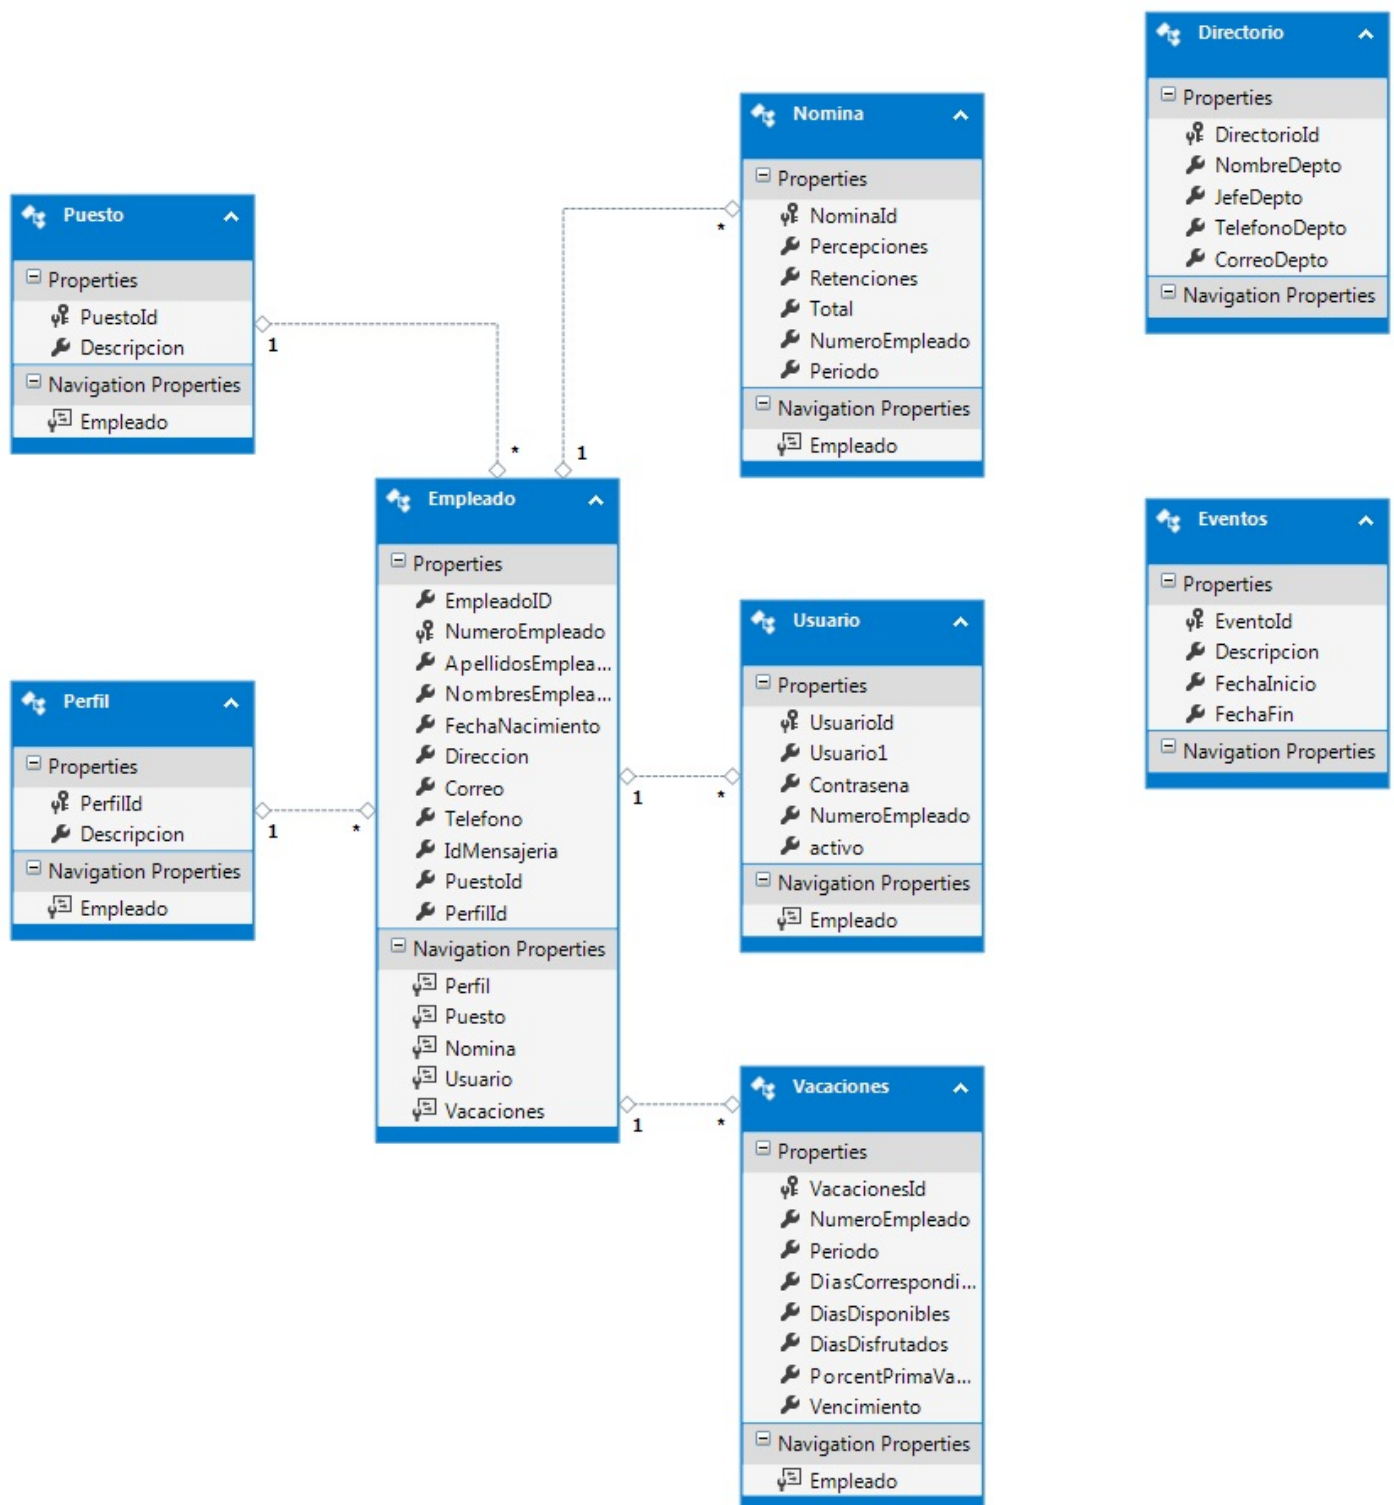 Puesto
Properties
PuestoId
Descripcion
Navigation Properties
Empleado
1
*
Perfil
Properties
PerfilId
Descripcion
Navigation Properties
Empleado
1
*
Empleado
Properties
EmpleadoID
NumeroEmpleado
ApellidosEmplea...
NombresEmplea...
FechaNacimiento
Direccion
Correo
Telefono
IdMensajeria
PuestoId
PerfilId
Navigation Properties
Perfil
Puesto
Nomina
Usuario
Vacaciones
1
*
Nomina
Properties
NominaId
Percepciones
Retenciones
Total
NumeroEmpleado
Periodo
Navigation Properties
Empleado
1
*
Usuario
Properties
UsuarioId
Usuario1
Contrasena
NumeroEmpleado
activo
Navigation Properties
Empleado
1
*
Vacaciones
Properties
VacacionesId
NumeroEmpleado
Periodo
DiasCorrespondi...
DiasDisponibles
DiasDisfrutados
PorcentPrimaVa...
Vencimiento
Navigation Properties
Empleado
Directorio
Properties
DirectorioId
NombreDepto
JefeDepto
TelefonoDepto
CorreoDepto
Navigation Properties
Eventos
Properties
EventoId
Descripcion
FechaInicio
FechaFin
Navigation Properties